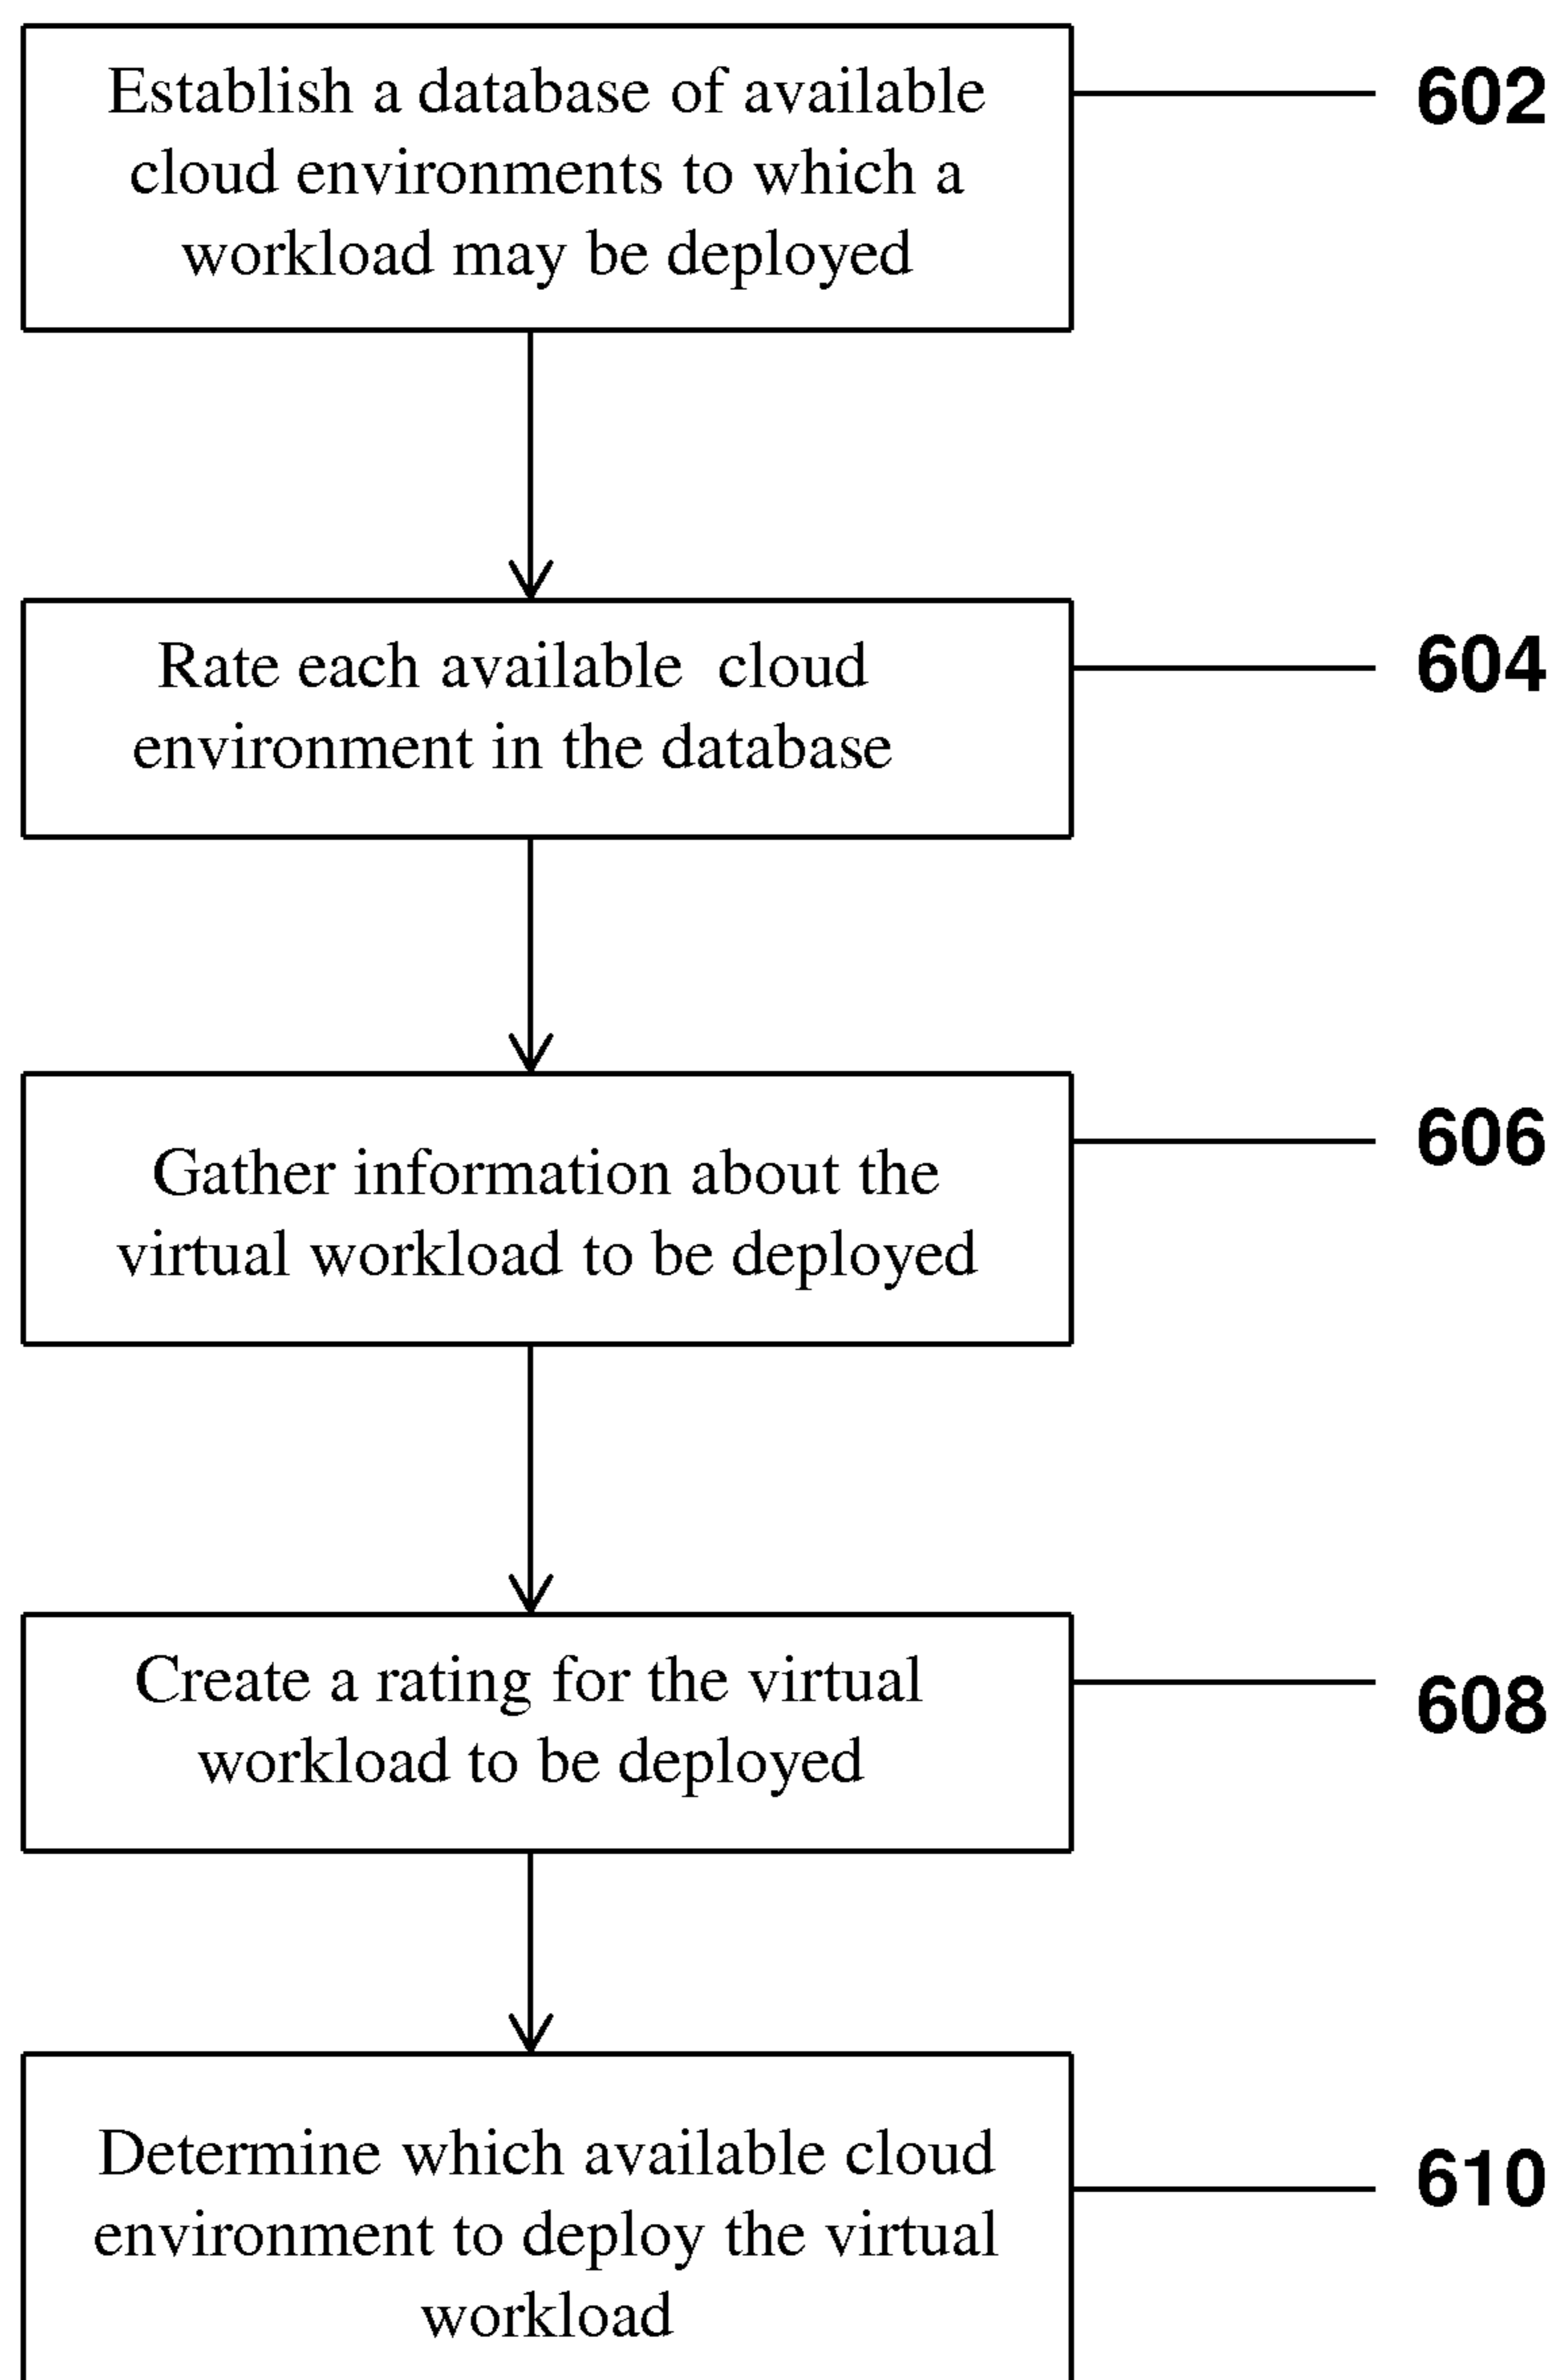 Establish a database of available
cloud environments to which a
workload may be deployed
602
Rate each available  cloud
environment in the database
604
Gather information about the
virtual workload to be deployed
606
Create a rating for the virtual
workload to be deployed
608
Determine which available cloud
environment to deploy the virtual
workload
610